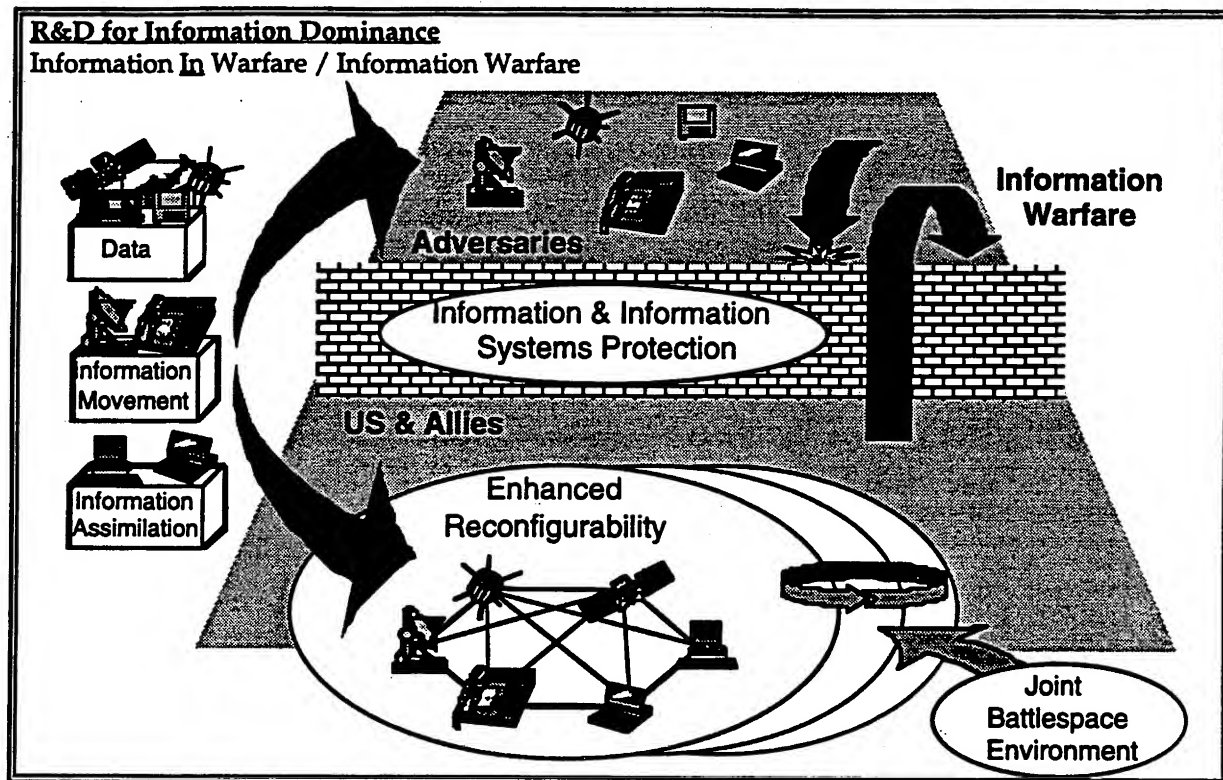 R&D for Information Dominance
Information In Warfare / Information Warfare
Data
Information
Movement
Information
Assimilation
Adversaries
Information
Warfare
Information & Information
Systems Protection
US & Allies
Enhanced
Reconfigurability
Joint
Battlespace
Environment